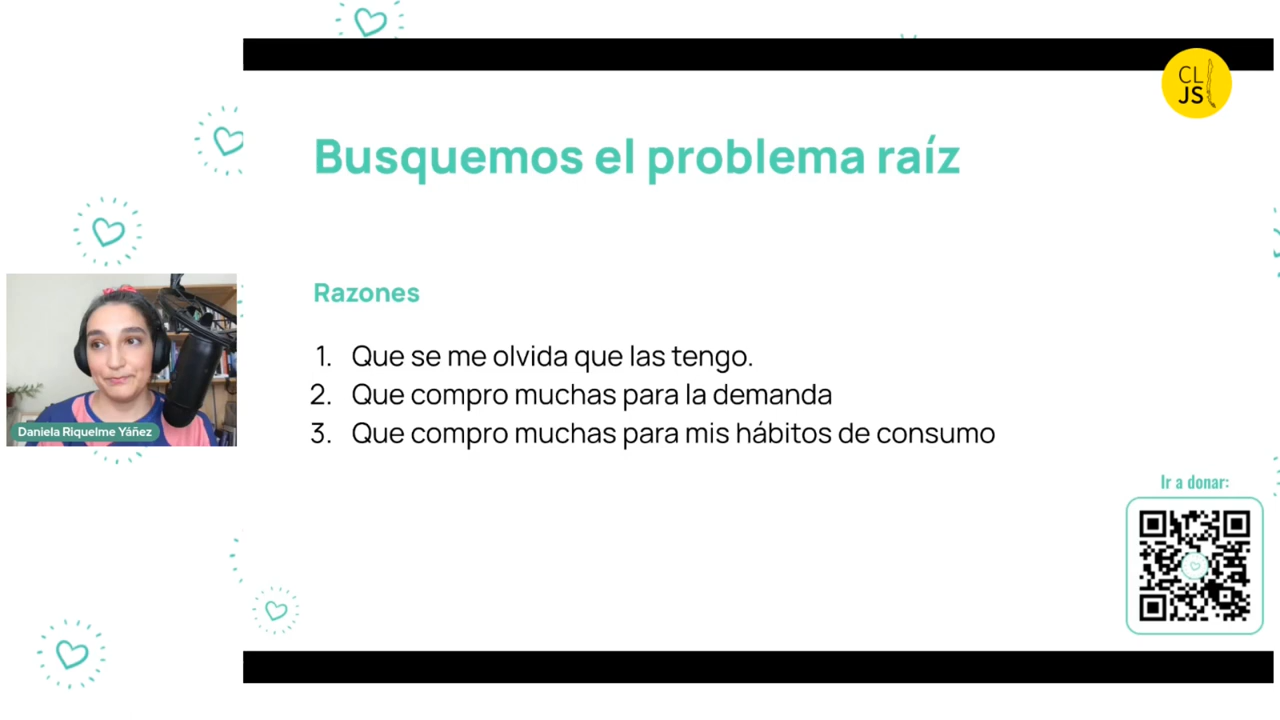 CL
JS
Busquemos el problema raíz
Razones
1. Que se me olvida que las tengo.
2. Que compro muchas para la demanda
3. Que compro muchas para mis hábitos de consumo
Daniela Riquelme Yáñez
Ir a donar: